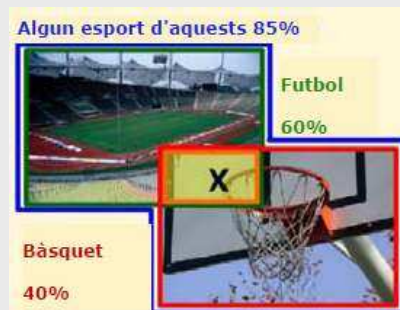 Algun esport d'aquests 85%
Futbol
60%
X
Bàsquet
40%